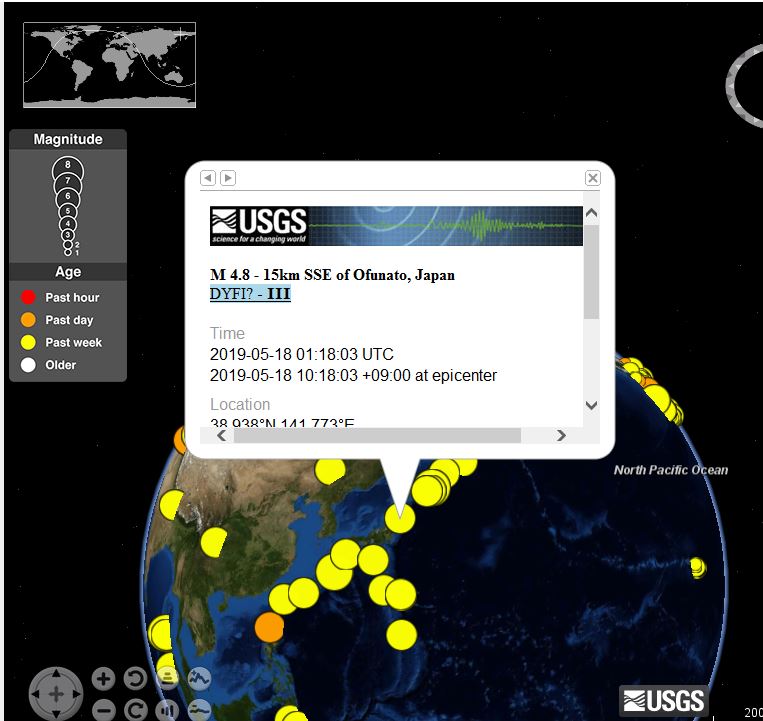 Magnitude
8
7
6
5
4
3
2
1
Age
Past hour
Past day
Past week
Older
USGS
science for a changing world
M 4.8 - 15km SSE of Ofunato, Japan
DYFI? - III
Time
2019-05-18 01:18:03 UTC
2019-05-18 10:18:03 +09:00 at epicenter
Location
38.938°N 141.773°E
North Pacific Ocean
USGS
200